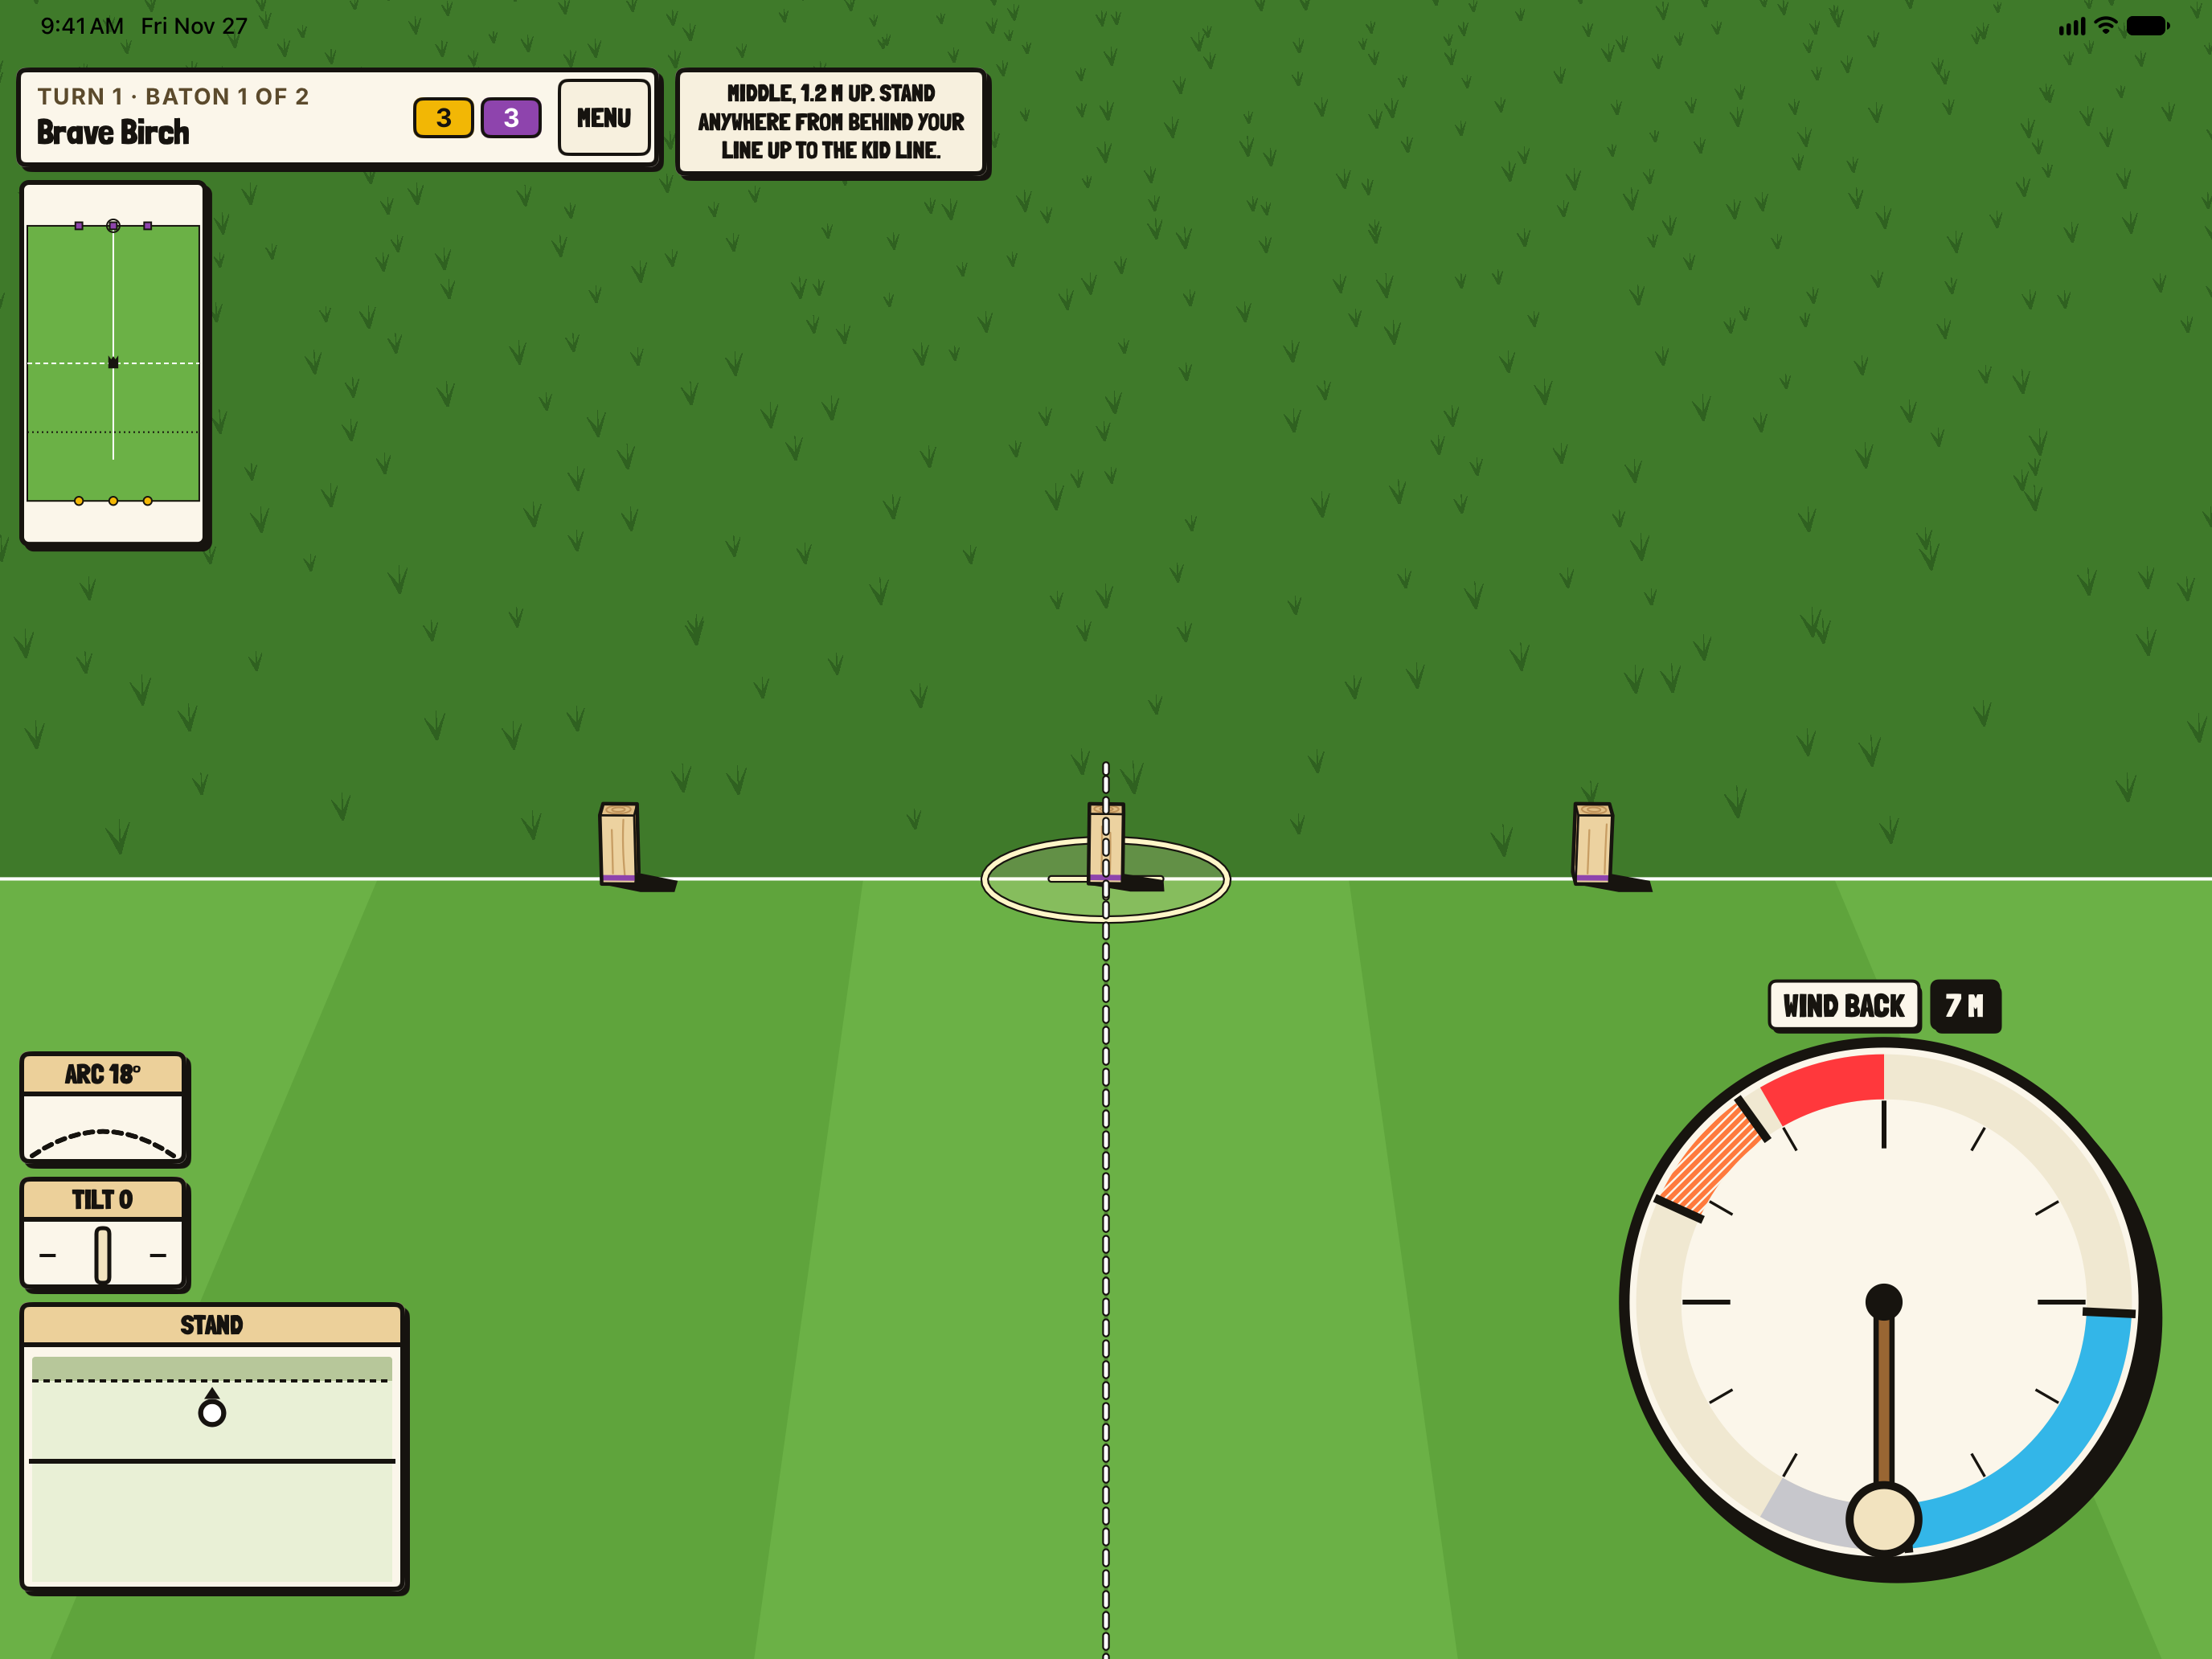 9:41 AM Fri Nov 27
TURN 1 · BATON 1 OF 2
Brave Birch
3 3
MENU
MIDDLE, 1.2 M UP. STAND
ANYWHERE FROM BEHIND YOUR
LINE UP TO THE KID LINE.
WIND BACK 7 M
ARC 18°
TILT 0
STAND